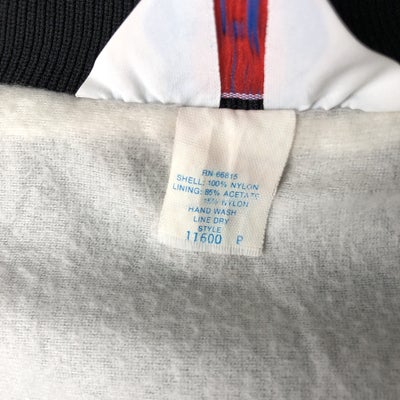 RN 66815
SHELL: 100% NYLON
LINING: 85% ACETATE
15% NYLON
HAND WASH
LINE DRY
STYLE
11600 P